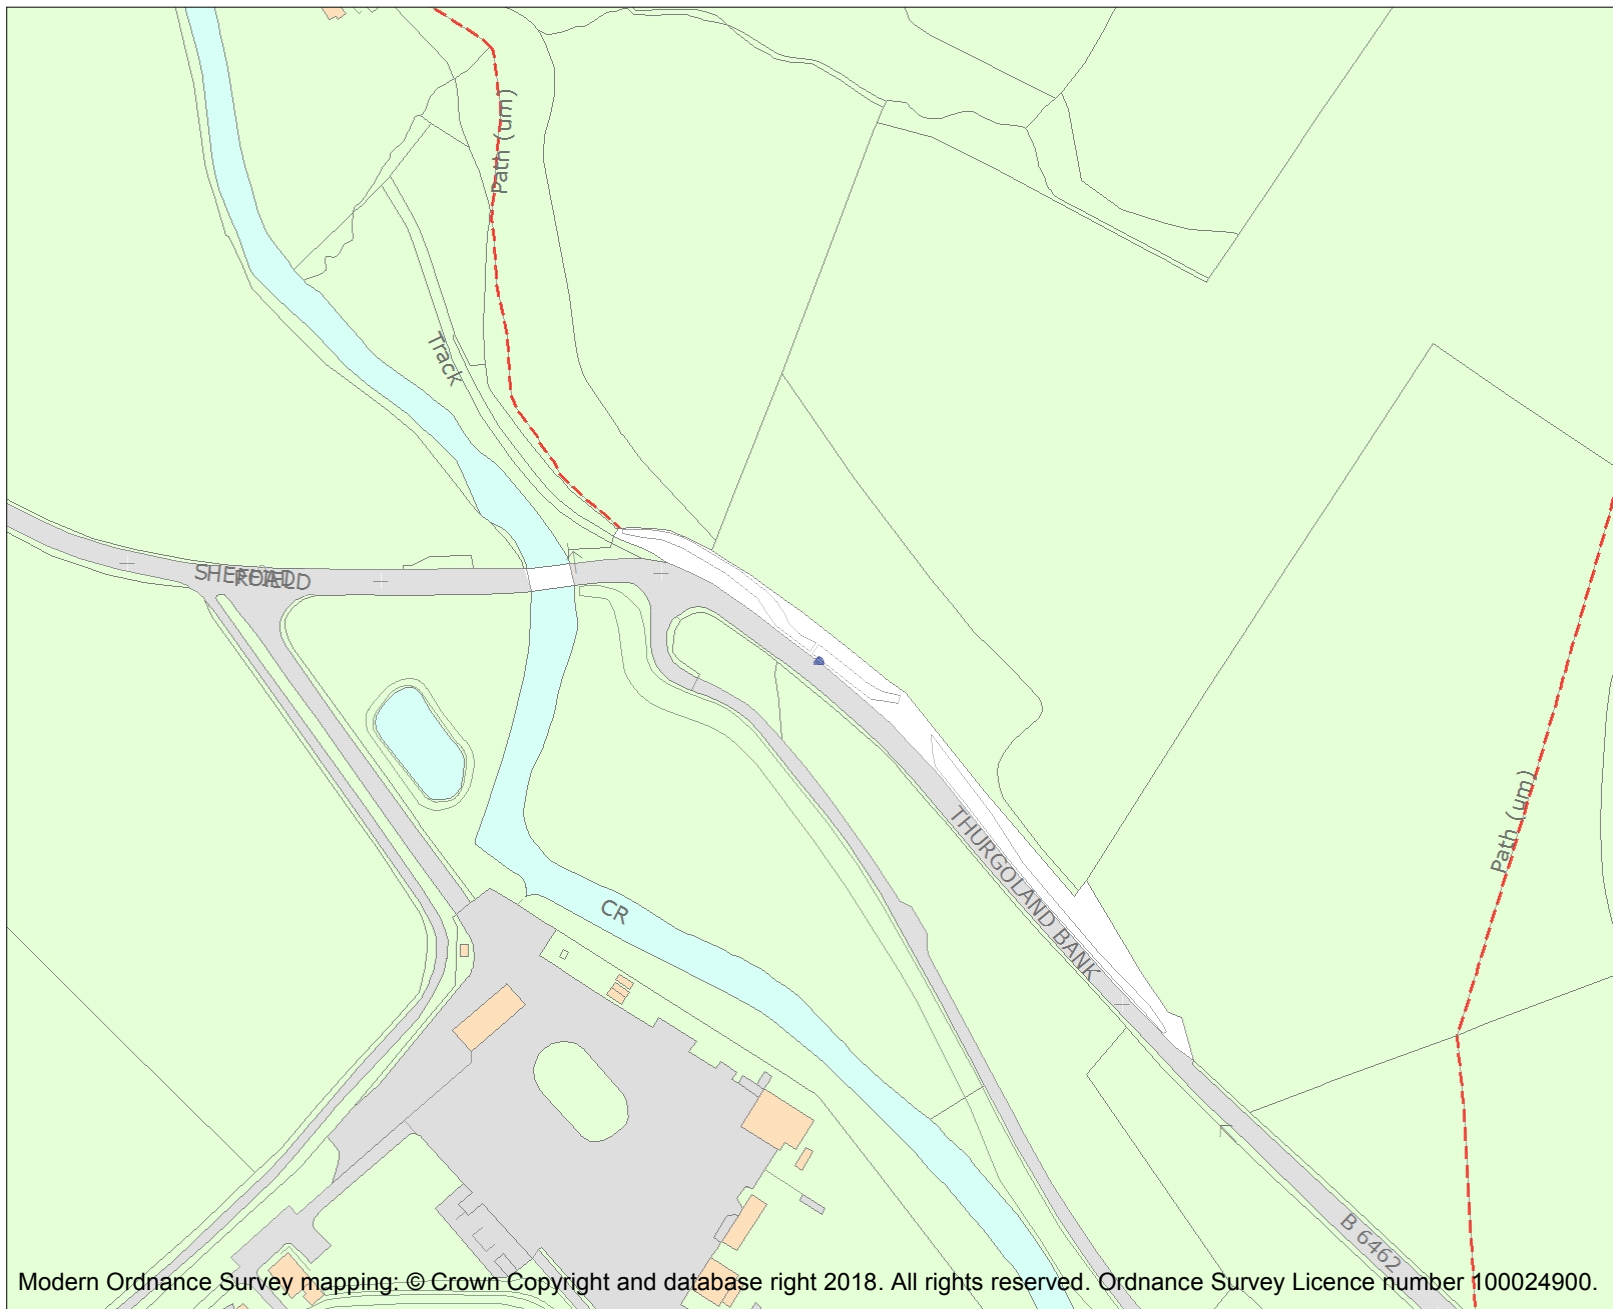 Path (um)
Track
SHEFFIELD
ROAD
THURGOLAND BANK
Path (um)
CR
B 6462
Modern Ordnance Survey mapping: © Crown Copyright and database right 2018. All rights reserved. Ordnance Survey Licence number 100024900.